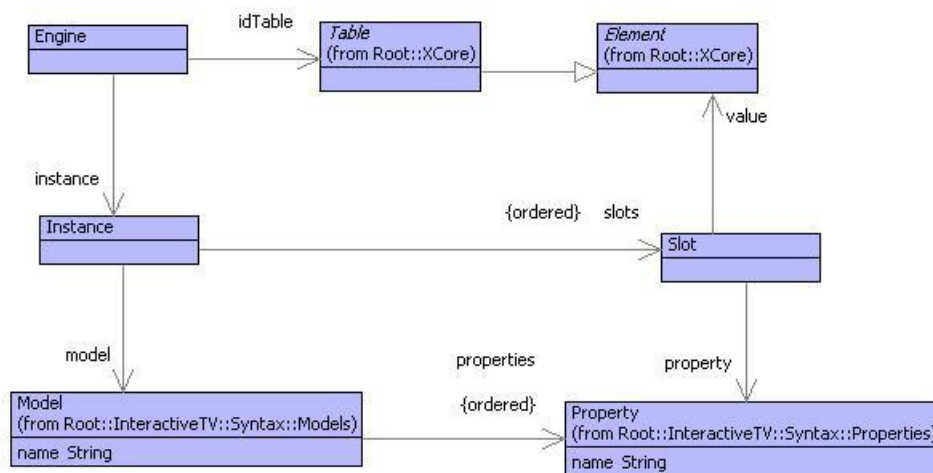 idTable
Engine
Table
(from Root::XCore)
Element
(from Root::XCore)
value
instance
{ordered} slots
Instance
Slot
model
properties
property
{ordered}
Model
(from Root::InteractiveTV::Syntax::Models)
name String
Property
(from Root::InteractiveTV::Syntax::Properties)
name String